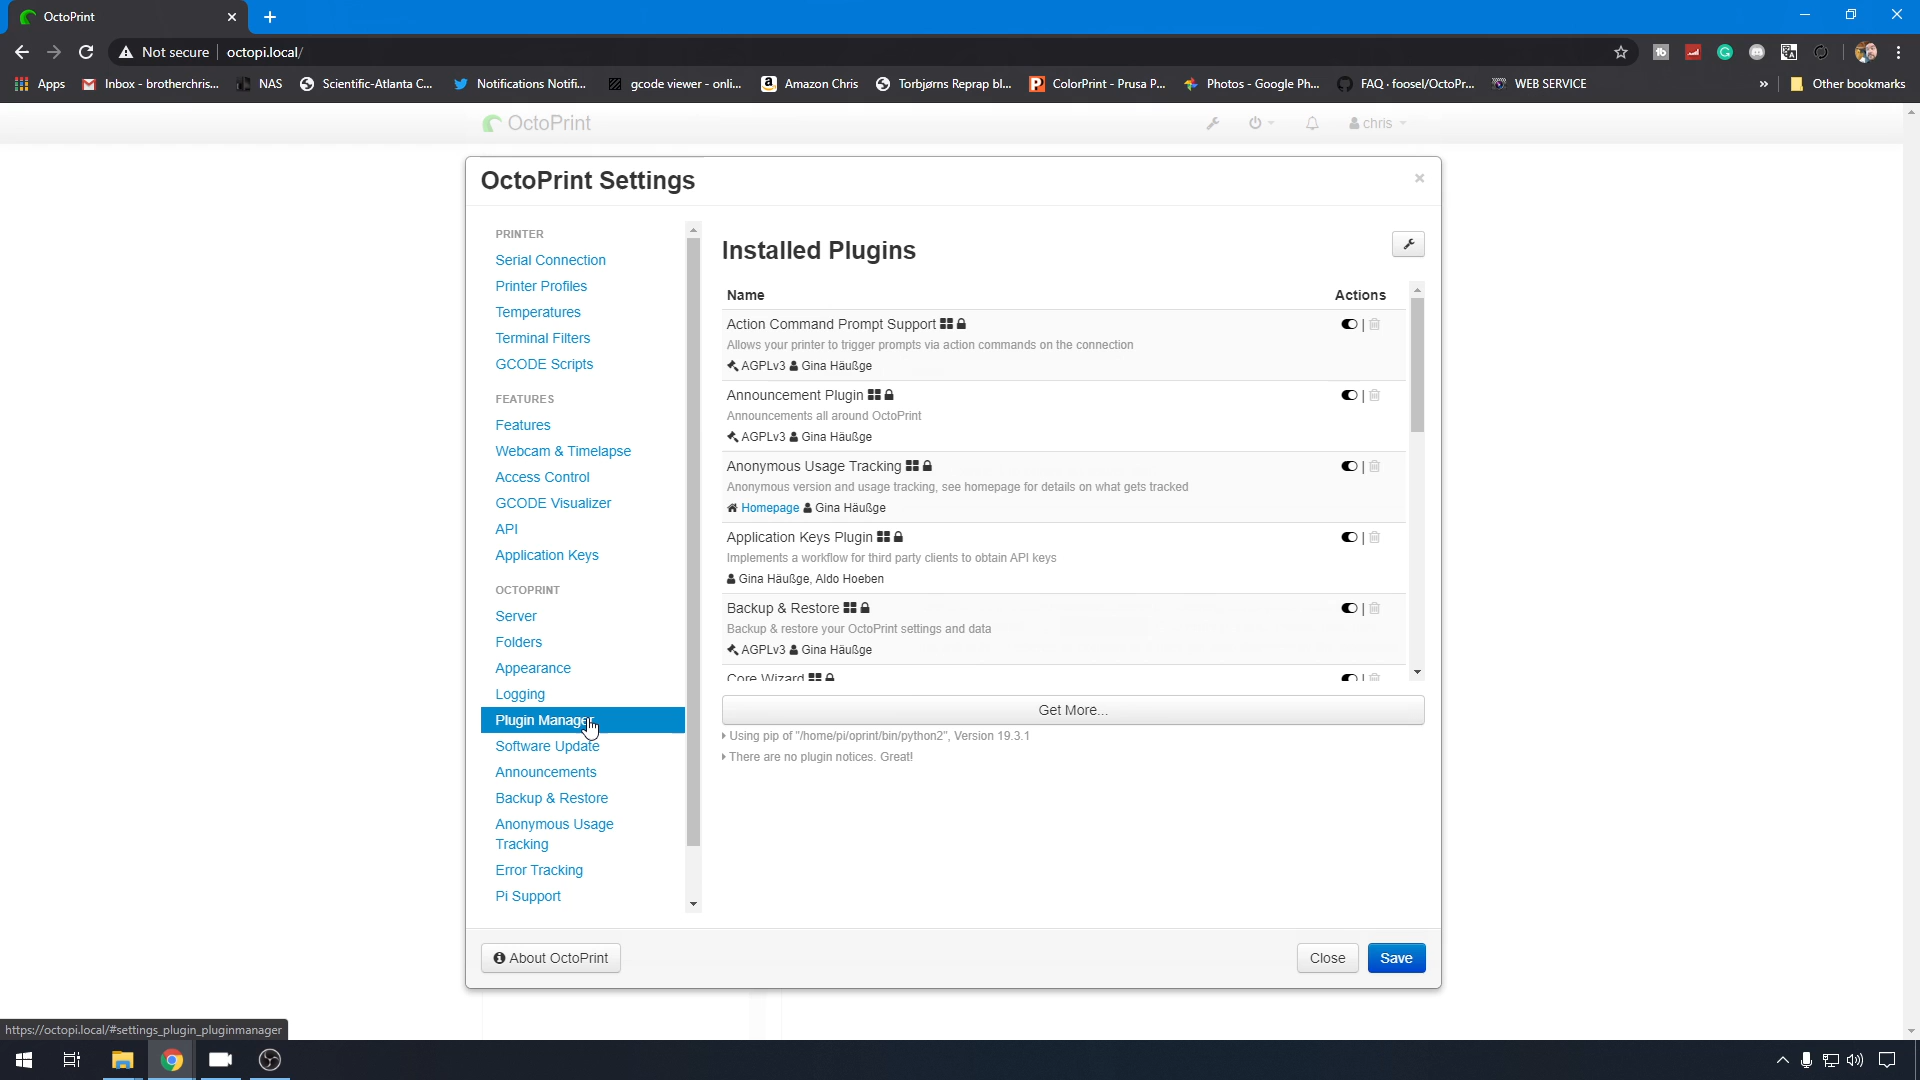 OctoPrint
Not secure
octopi.local/
Apps
Inbox - brotherchris...
NAS
Scientific-Atlanta C...
Notifications Notifi...
gcode viewer - onli...
Amazon Chris
Torbjørns Reprap bl...
ColorPrint - Prusa P...
Photos - Google Ph...
FAQ · foosel/OctoPr...
WEB SERVICE
»
Other bookmarks
OctoPrint
chris
OctoPrint Settings
PRINTER
Serial Connection
Printer Profiles
Temperatures
Terminal Filters
GCODE Scripts
FEATURES
Features
Webcam & Timelapse
Access Control
GCODE Visualizer
API
Application Keys
OCTOPRINT
Server
Folders
Appearance
Logging
Plugin Manager
Software Update
Announcements
Backup & Restore
Anonymous Usage
Tracking
Error Tracking
Pi Support
Installed Plugins
Name
Actions
Action Command Prompt Support
Allows your printer to trigger prompts via action commands on the connection
AGPLv3 Gina Häußge
Announcement Plugin
Announcements all around OctoPrint
AGPLv3 Gina Häußge
Anonymous Usage Tracking
Anonymous version and usage tracking, see homepage for details on what gets tracked
Homepage Gina Häußge
Application Keys Plugin
Implements a workflow for third party clients to obtain API keys
Gina Häußge, Aldo Hoeben
Backup & Restore
Backup & restore your OctoPrint settings and data
AGPLv3 Gina Häußge
Core Wizard
Get More...
Using pip of "/home/pi/oprint/bin/python2", Version 19.3.1
There are no plugin notices. Great!
About OctoPrint
Close
Save
https://octopi.local/#settings_plugin_pluginmanager